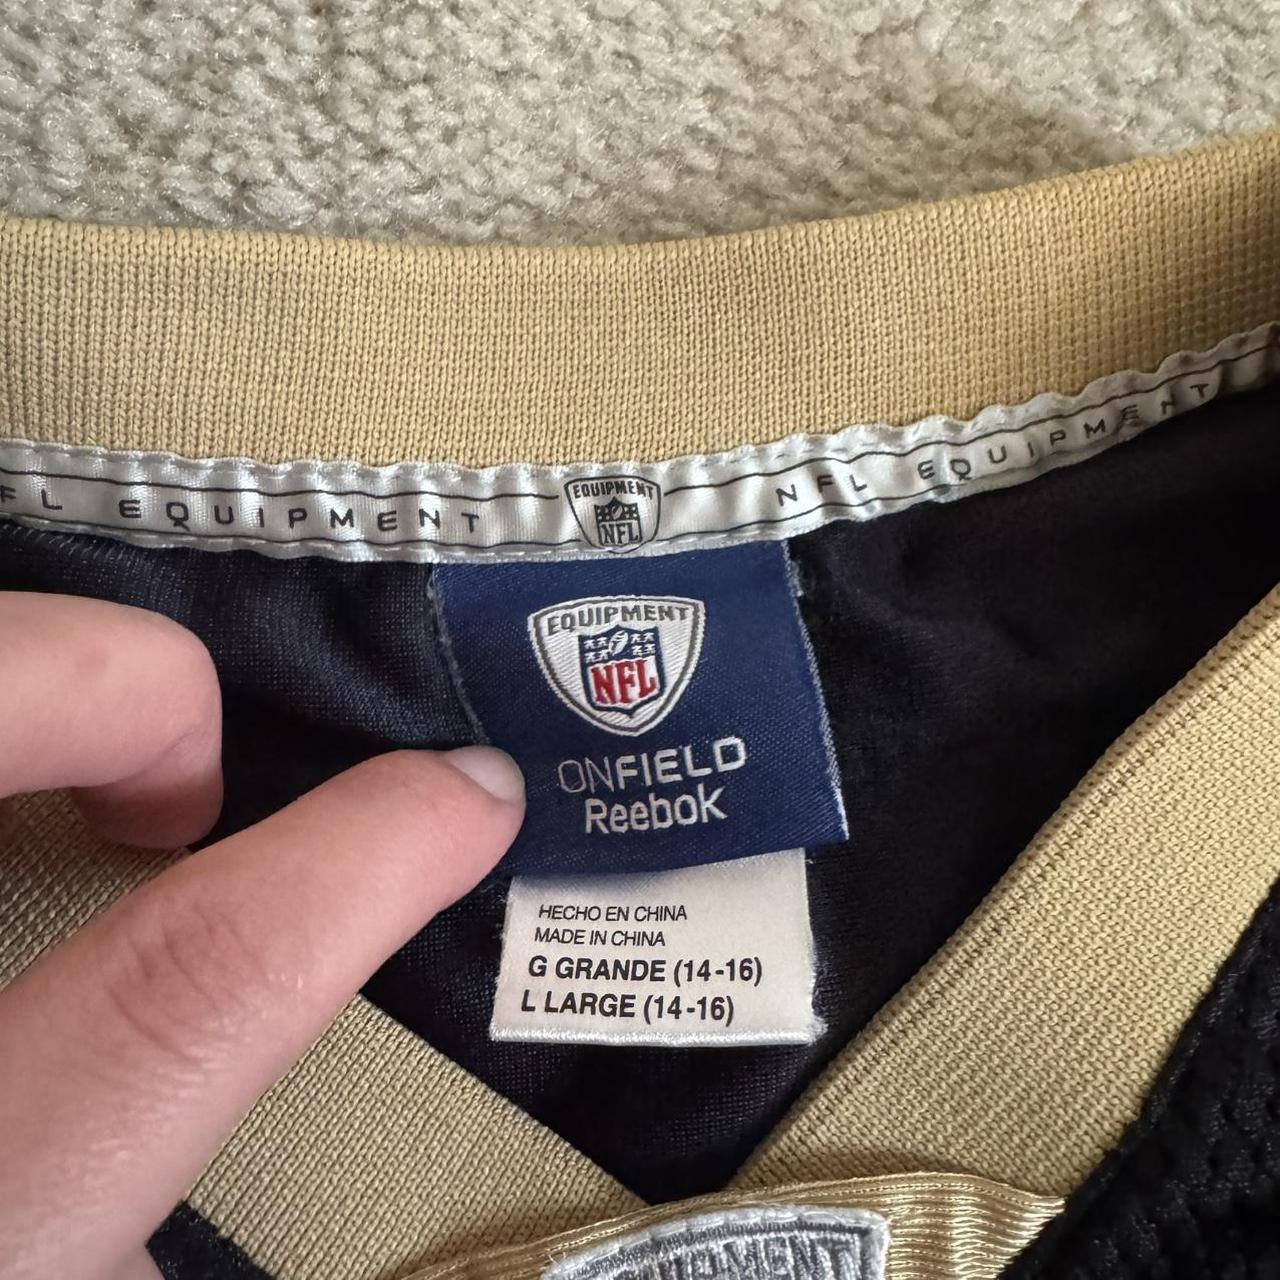 FL EQUIPMENT
EQUIPMENT
NFL
NFL EQUIPMENT
EQUIPMENT
NFL
ONFIELD
Reebok
HECHO EN CHINA
MADE IN CHINA
G GRANDE (14-16)
L LARGE (14-16)